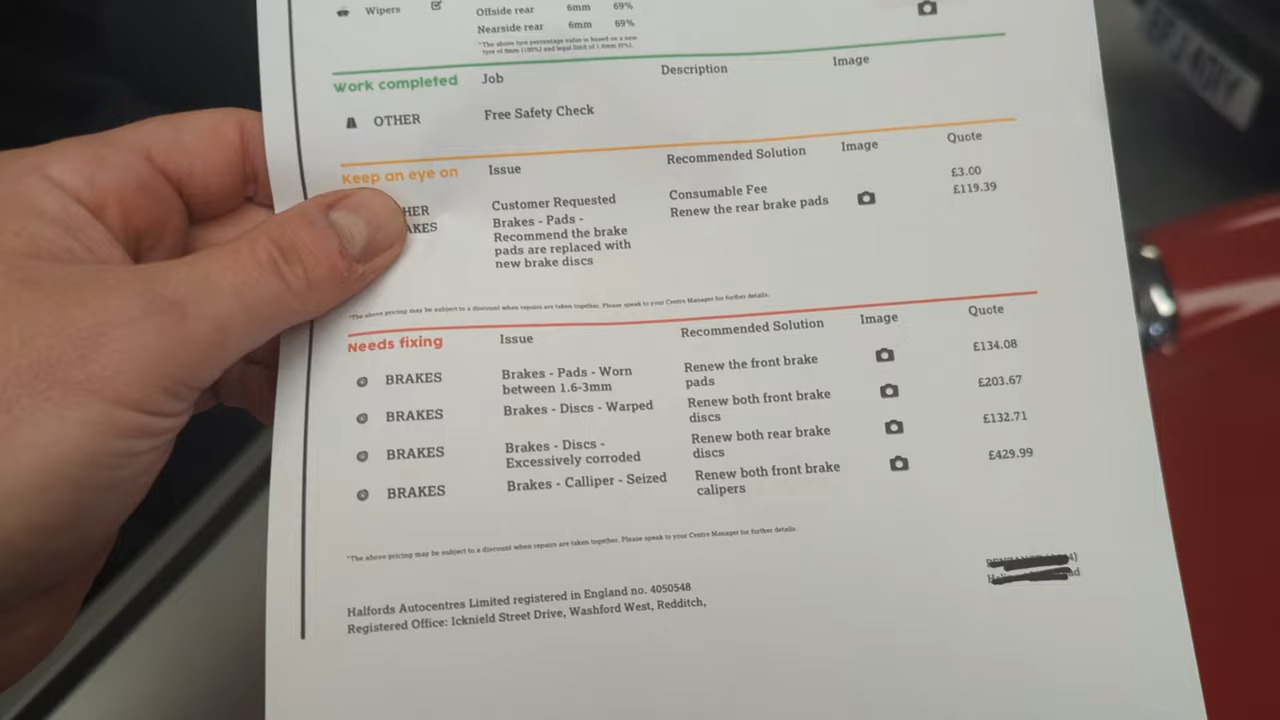 Wipers
Offside rear 6mm 69%
Nearside rear 6mm 69%
*The above tyre percentage value is based on a new
tyre of 8mm (100%) and legal limit of 1.6mm (0%).
Work completed Job Description Image
OTHER Free Safety Check
Keep an eye on Issue Recommended Solution Image Quote
HER Customer Requested Consumable Fee £3.00
AKES Brakes - Pads - Renew the rear brake pads £119.39
Recommend the brake
pads are replaced with
new brake discs
*The above pricing may be subject to a discount when repairs are taken together. Please speak to your Centre Manager for further details.
Needs fixing Issue Recommended Solution Image Quote
BRAKES Brakes - Pads - Worn Renew the front brake £134.08
between 1.6-3mm pads
BRAKES Brakes - Discs - Warped Renew both front brake £203.67
discs
BRAKES Brakes - Discs - Renew both rear brake £132.71
Excessively corroded discs
BRAKES Brakes - Calliper - Seized Renew both front brake £429.99
calipers
*The above pricing may be subject to a discount when repairs are taken together. Please speak to your Centre Manager for further details.
Halfords Autocentres Limited registered in England no. 4050548
Registered Office: Icknield Street Drive, Washford West, Redditch,